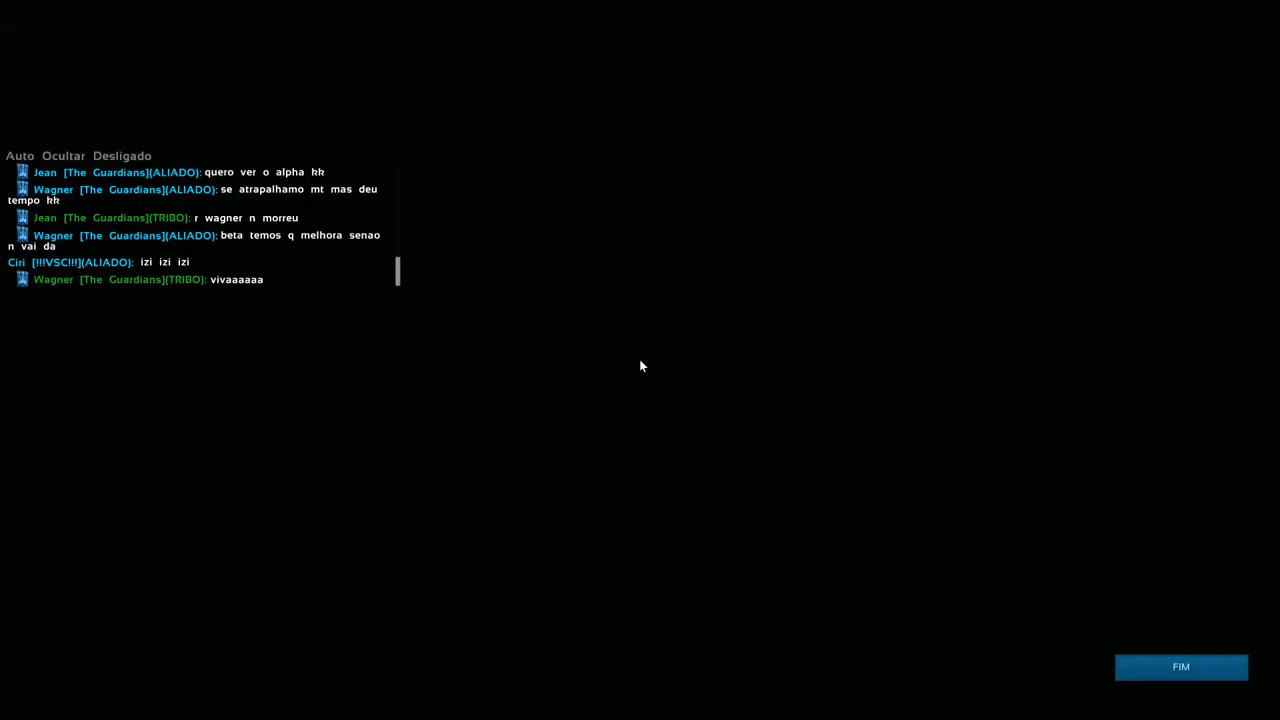 Auto Ocultar Desligado
Jean [The Guardians](ALIADO): quero ver o alpha kk
Wagner [The Guardians](ALIADO): se atrapalhamo mt mas deu
tempo kk
Jean [The Guardians](TRIBO): r wagner n morreu
Wagner [The Guardians](ALIADO): beta temos q melhora senao
n vai da
Ciri [!!!VSC!!!](ALIADO): izi izi izi
Wagner [The Guardians](TRIBO): vivaaaaaa
FIM